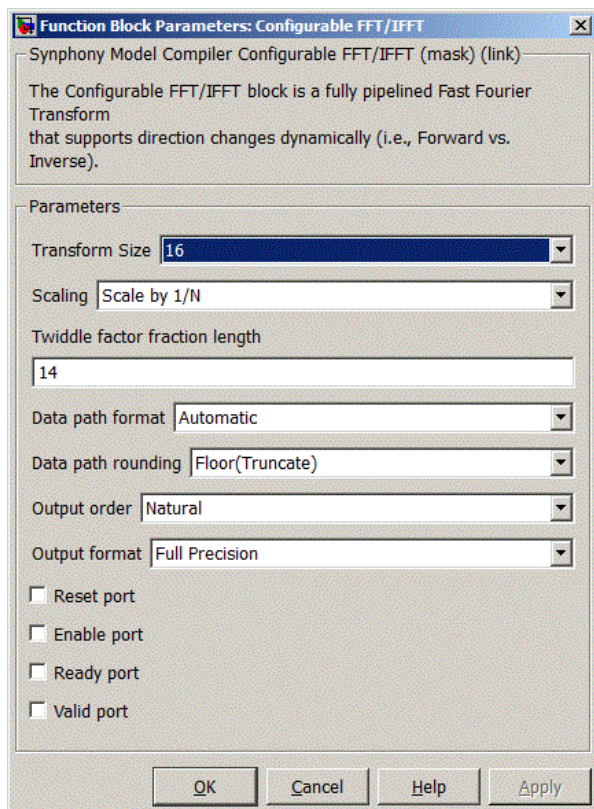 Function Block Parameters: Configurable FFT/IFFT
Synphony Model Compiler Configurable FFT/IFFT (mask) (link)
The Configurable FFT/IFFT block is a fully pipelined Fast Fourier
Transform
that supports direction changes dynamically (i.e., Forward vs.
Inverse).
Parameters
Transform Size 16
Scaling Scale by 1/N
Twiddle factor fraction length
14
Data path format Automatic
Data path rounding Floor(Truncate)
Output order Natural
Output format Full Precision
Reset port
Enable port
Ready port
Valid port
OK Cancel Help Apply